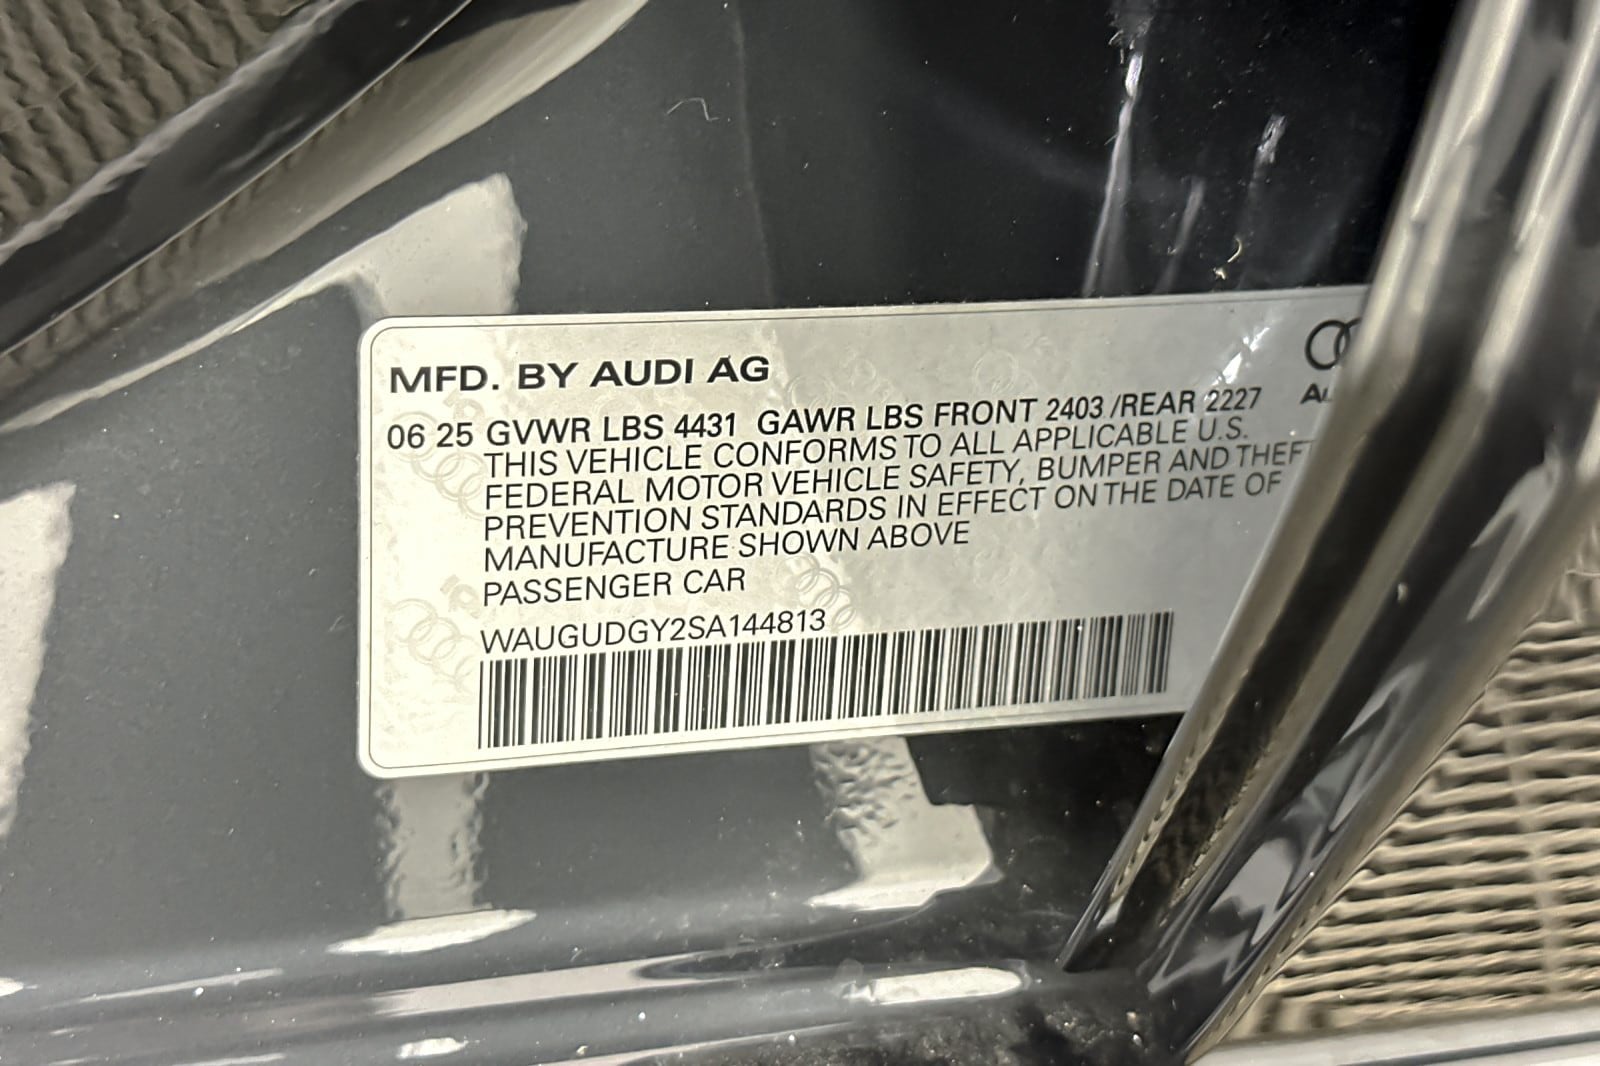 MFD. BY AUDI AG
06 25 GVWR LBS 4431 GAWR LBS FRONT 2403 /REAR 2227
THIS VEHICLE CONFORMS TO ALL APPLICABLE U.S.
FEDERAL MOTOR VEHICLE SAFETY, BUMPER AND THEFT
PREVENTION STANDARDS IN EFFECT ON THE DATE OF
MANUFACTURE SHOWN ABOVE
PASSENGER CAR
WAUGUDGY2SA144813